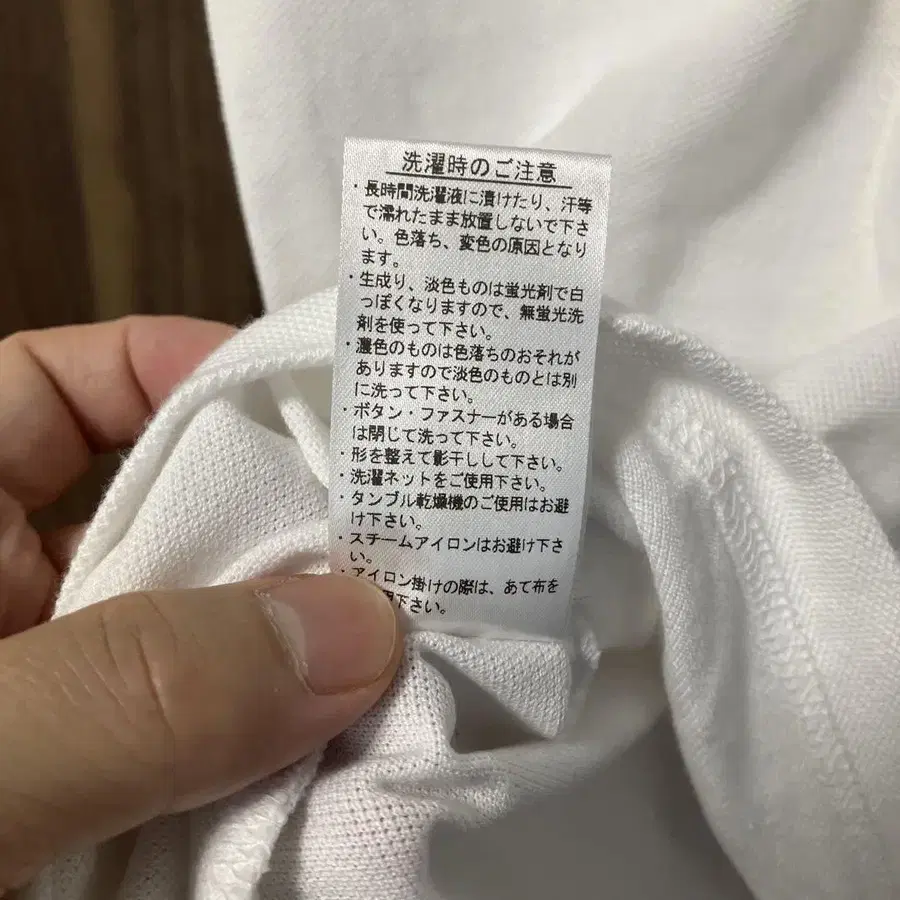 洗濯時のご注意
・長時間洗濯液に漬けたり、汗等
で濡れたまま放置しないで下さ
い。色落ち、変色の原因となり
ます。
・生成り、淡色ものは蛍光剤で白
っぽくなりますので、無蛍光洗
剤を使って下さい。
・濃色のものは色落ちのおそれが
ありますので淡色のものとは別
に洗って下さい。
・ボタン・ファスナーがある場合
は閉じて洗って下さい。
・形を整えて影干しして下さい。
・洗濯ネットをご使用下さい。
・タンブル乾燥機のご使用はお避
け下さい。
・スチームアイロンはお避け下さ
い。
・アイロン掛けの際は、あて布を
下さい。